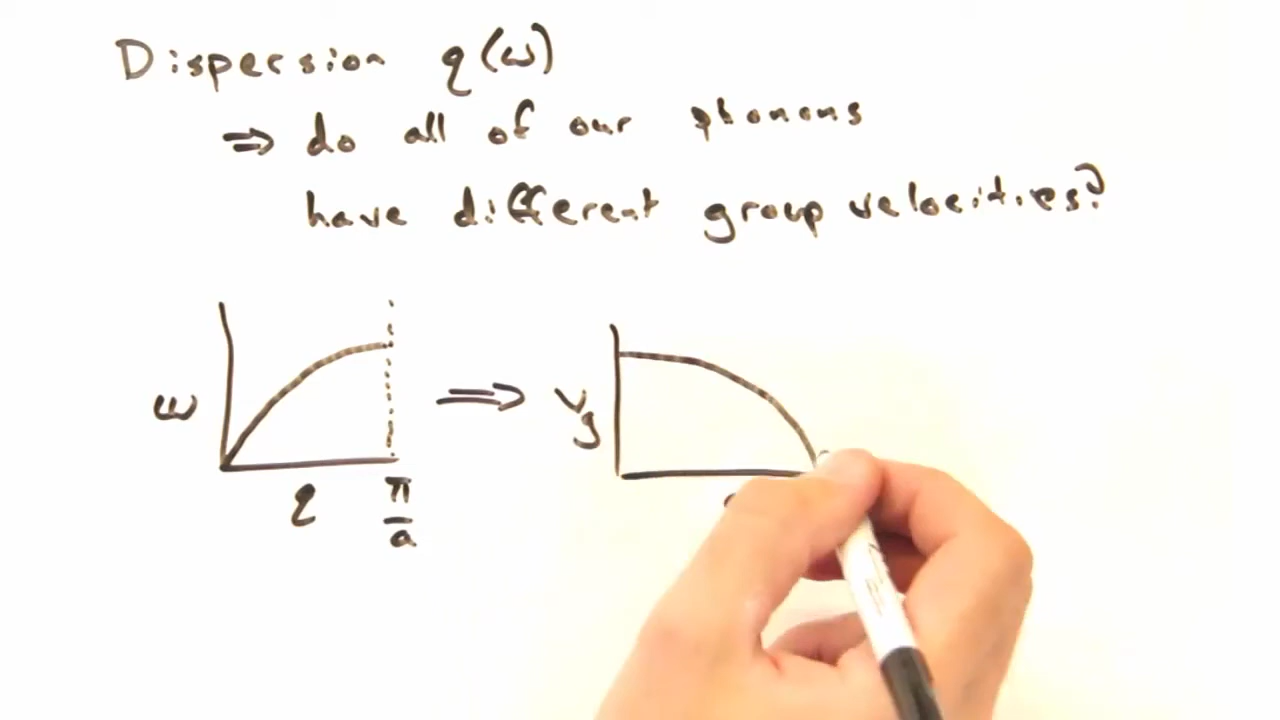 Dispersion q(ω)
⇒ do all of our phonons
have different group velocities?
ω
q
π/a
⇒
vg